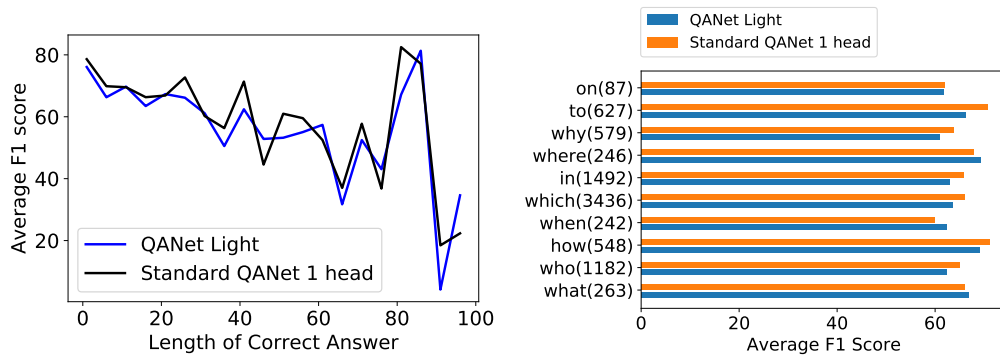 80
60
40
20
Average F1 score
QANet Light
Standard QANet 1 head
0 20 40 60 80 100
Length of Correct Answer
QANet Light
Standard QANet 1 head
on(87)
to(627)
why(579)
where(246)
in(1492)
which(3436)
when(242)
how(548)
who(1182)
what(263)
0 20 40 60
Average F1 Score